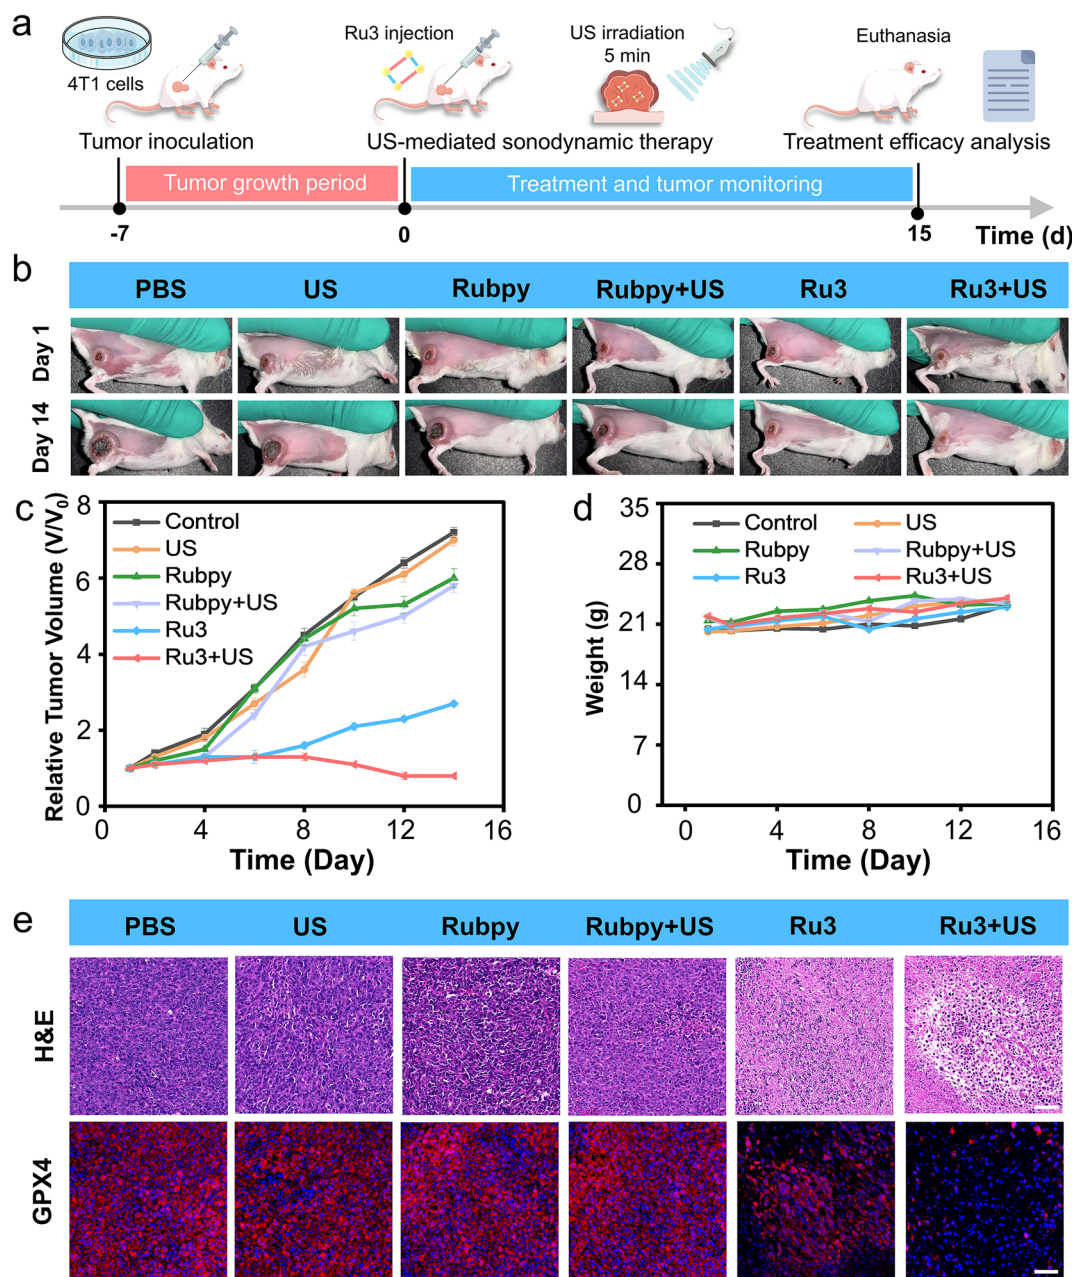 a
4T1 cells
Ru3 injection
US irradiation
5 min
Euthanasia
Tumor inoculation
US-mediated sonodynamic therapy
Treatment efficacy analysis
Tumor growth period
Treatment and tumor monitoring
-7
0
15
Time (d)
b
PBS
US
Rubpy
Rubpy+US
Ru3
Ru3+US
Day 1
Day 14
c
Relative Tumor Volume (V/V₀)
8
6
4
2
0
Control
US
Rubpy
Rubpy+US
Ru3
Ru3+US
0
4
8
12
16
Time (Day)
d
Weight (g)
35
28
21
14
7
0
Control
US
Rubpy
Rubpy+US
Ru3
Ru3+US
0
4
8
12
16
Time (Day)
e
PBS
US
Rubpy
Rubpy+US
Ru3
Ru3+US
H&E
GPX4